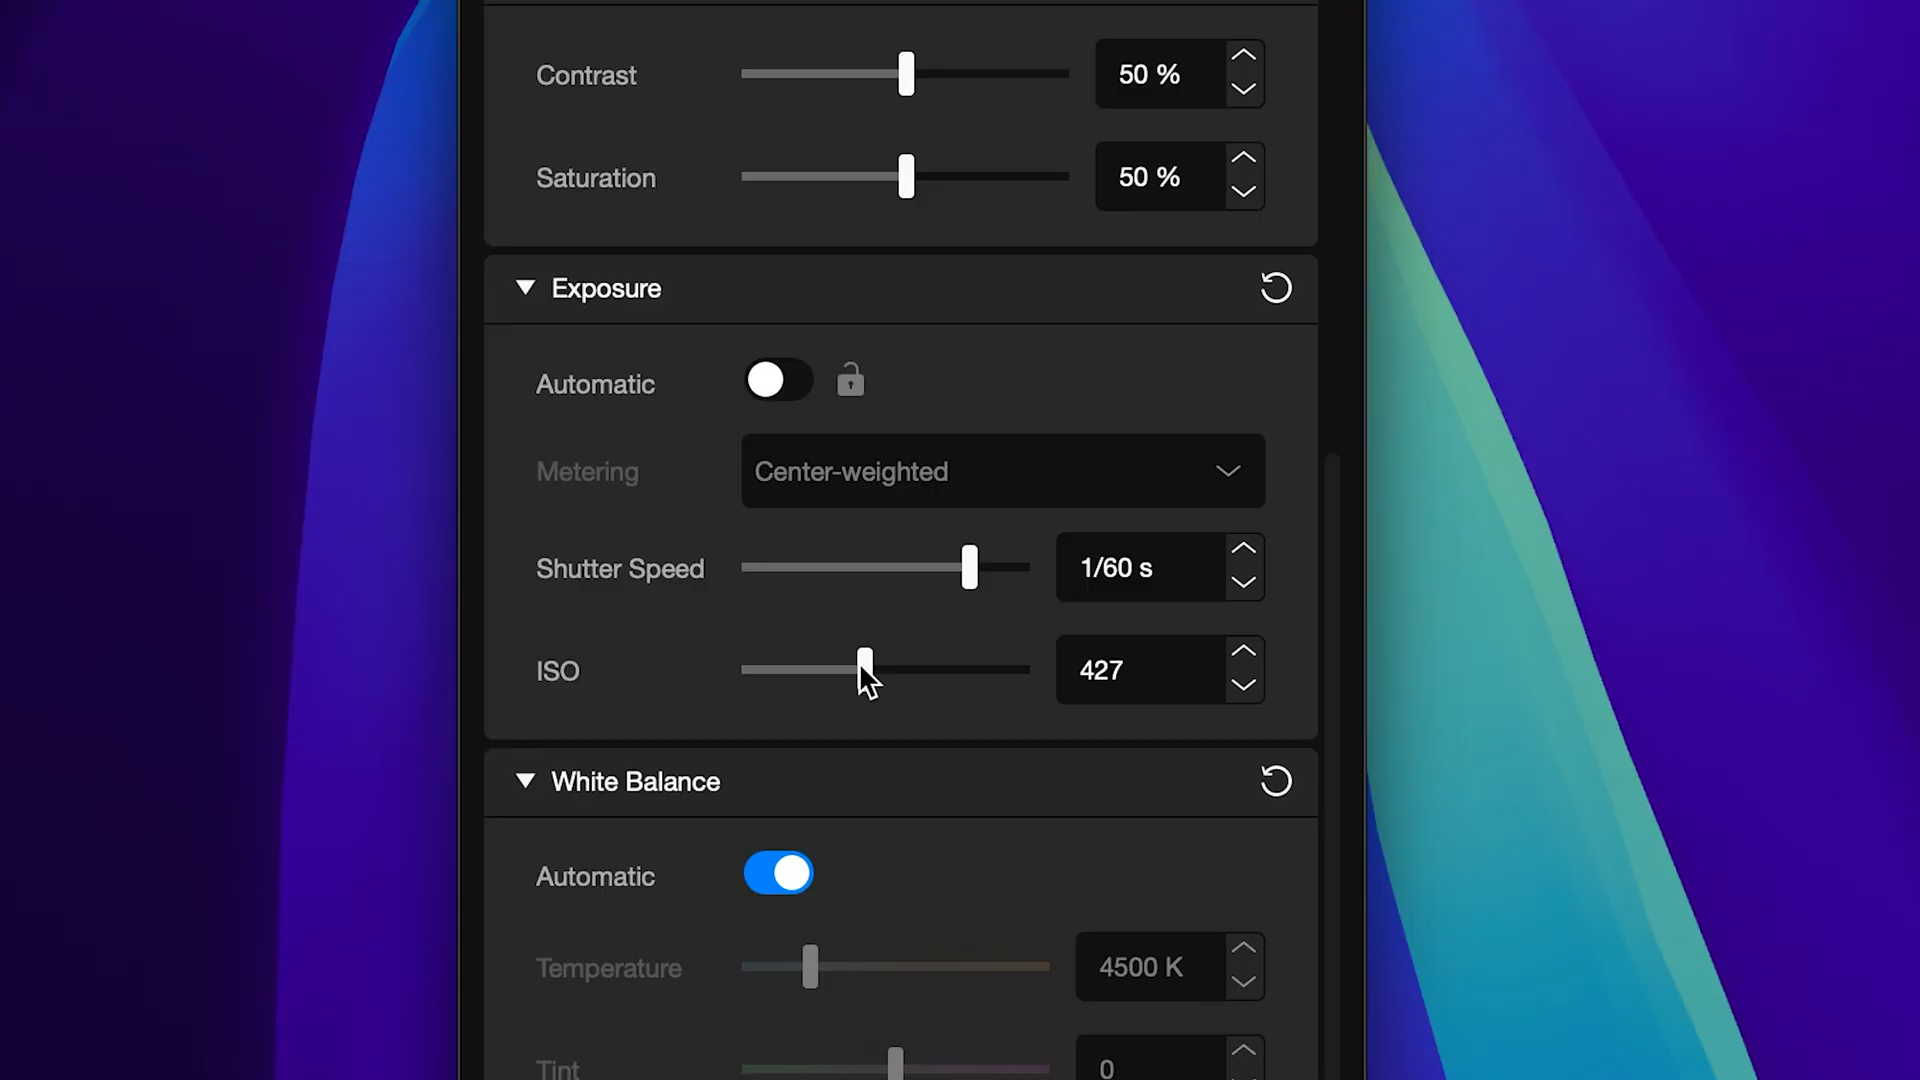 Contrast 50 %
Saturation 50 %
Exposure
Automatic
Metering Center-weighted
Shutter Speed 1/60 s
ISO 427
White Balance
Automatic
Temperature 4500 K
Tint 0